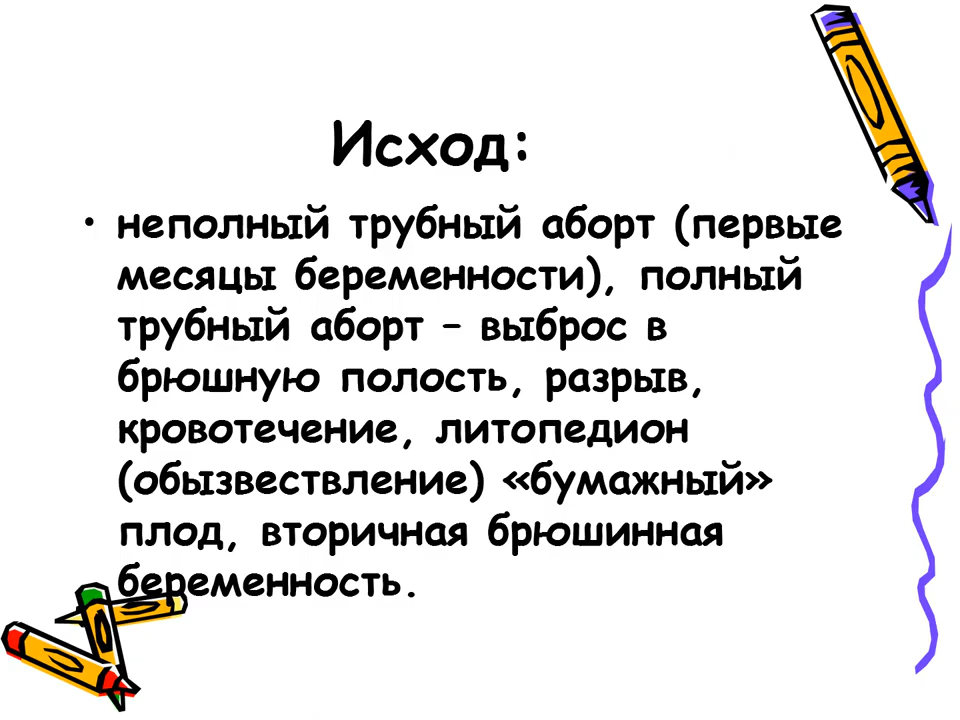 Исход:
• неполный трубный аборт (первые
месяцы беременности), полный
трубный аборт – выброс в
брюшную полость, разрыв,
кровотечение, литопедион
(обызвествление) «бумажный»
плод, вторичная брюшинная
беременность.